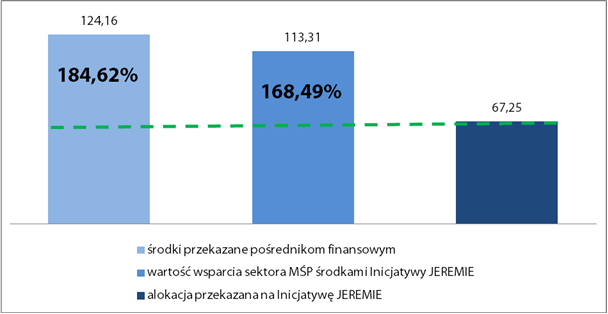 124,16
113,31
184,62%
168,49%
67,25
środki przekazane pośrednikom finansowym
wartość wsparcia sektora MŚP środkami Inicjatywy JEREMIE
alokacja przekazana na Inicjatywę JEREMIE